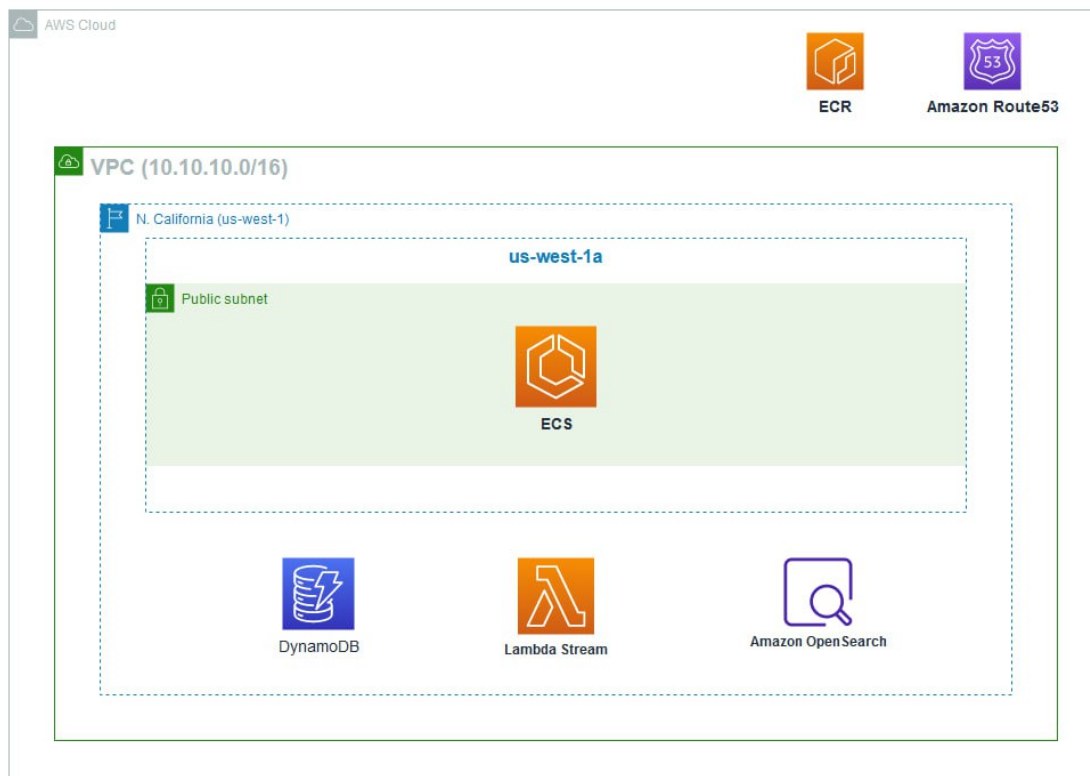 AWS Cloud
53
ECR
Amazon Route53
VPC (10.10.10.0/16)
N. California (us-west-1)
us-west-1a
Public subnet
ECS
DynamoDB
Lambda Stream
Amazon OpenSearch